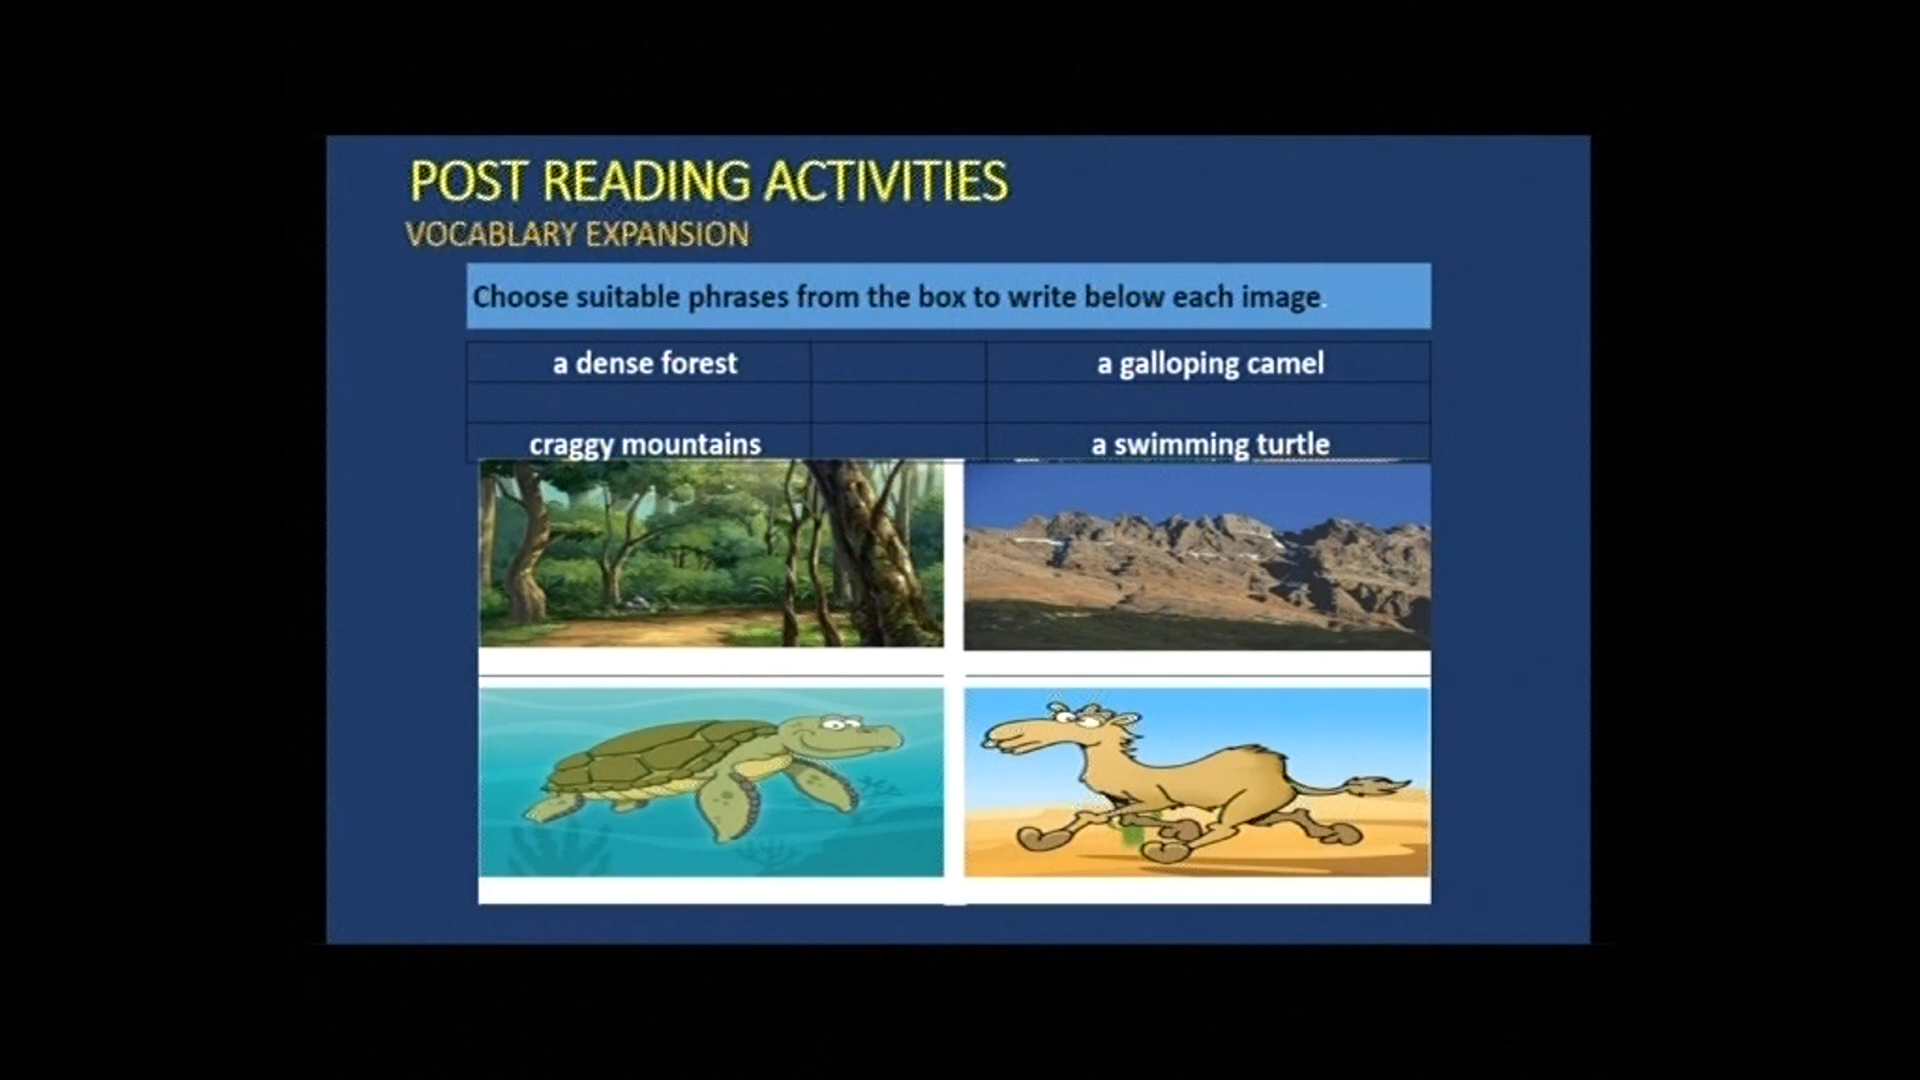 POST READING ACTIVITIES
VOCABLARY EXPANSION
Choose suitable phrases from the box to write below each image.
a dense forest a galloping camel
craggy mountains a swimming turtle